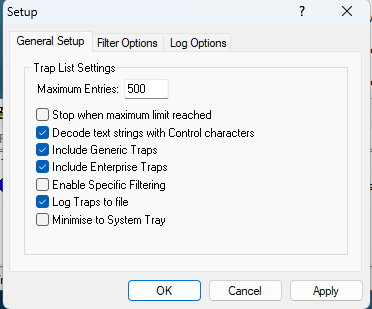 Setup
General Setup
Filter Options
Log Options
Trap List Settings
Maximum Entries: 500
Stop when maximum limit reached
Decode text strings with Control characters
Include Generic Traps
Include Enterprise Traps
Enable Specific Filtering
Log Traps to file
Minimise to System Tray
OK
Cancel
Apply